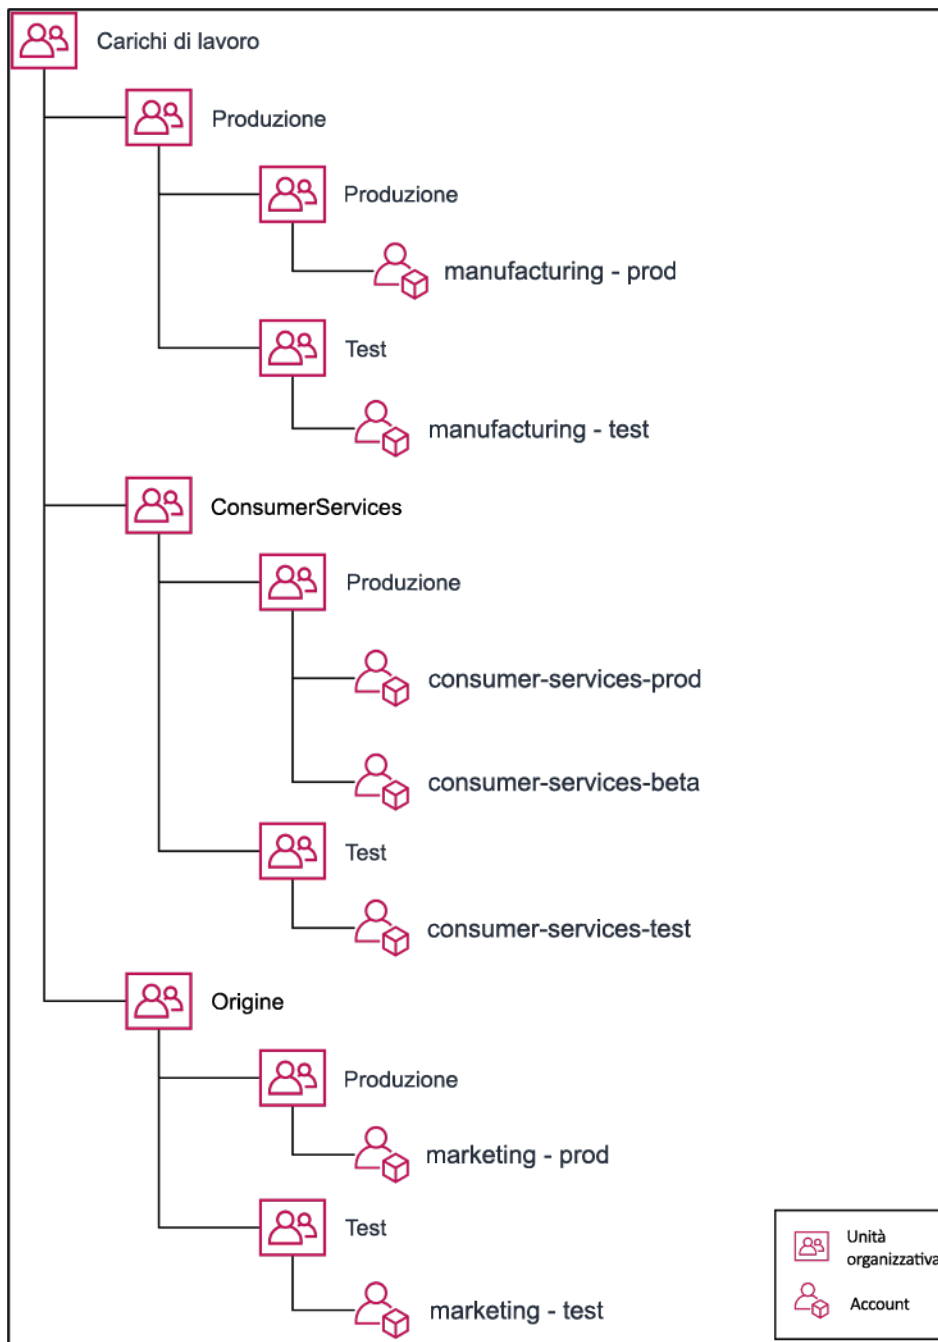 Carichi di lavoro
Produzione
Produzione
manufacturing - prod
Test
manufacturing - test
ConsumerServices
Produzione
consumer-services-prod
consumer-services-beta
Test
consumer-services-test
Origine
Produzione
marketing - prod
Test
marketing - test
Unità
organizzativa
Account